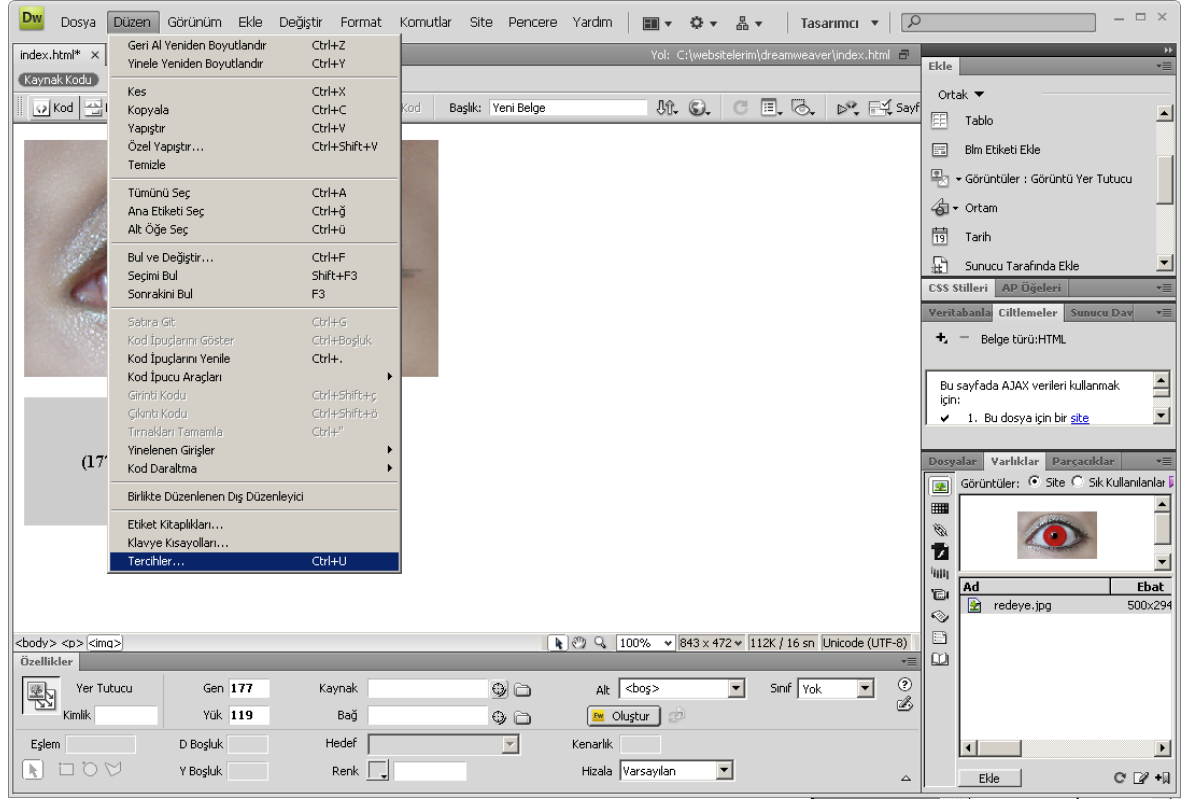 Dw Dosya Düzen Görünüm Ekle Değiştir Format Komutlar Site Pencere Yardım Tasarımcı
index.html* Yol: C:\websitelerim\dreamweaver\index.html
Kaynak Kodu
Kod Kod Başlık: Yeni Belge Sayf
Geri Al Yeniden Boyutlandır Ctrl+Z
Yinele Yeniden Boyutlandır Ctrl+Y
Kes Ctrl+X
Kopyala Ctrl+C
Yapıştır Ctrl+V
Özel Yapıştır... Ctrl+Shift+V
Temizle
Tümünü Seç Ctrl+A
Ana Etiketi Seç Ctrl+ğ
Alt Öğe Seç Ctrl+ü
Bul ve Değiştir... Ctrl+F
Seçimi Bul Shift+F3
Sonrakini Bul F3
Satıra Git Ctrl+G
Kod İpuçlarını Göster Ctrl+Boşluk
Kod İpuçlarını Yenile Ctrl+.
Kod İpucu Araçları
Girinti Kodu Ctrl+Shift+ç
Çıkıntı Kodu Ctrl+Shift+ö
Tırnakları Tamamla Ctrl+"
Yinelenen Girişler
Kod Daraltma
Birlikte Düzenlenen Dış Düzenleyici
Etiket Kitaplıkları...
Klavye Kısayolları...
Tercihler... Ctrl+U
(177
Ekle
Ortak
Tablo
Blm Etiketi Ekle
Görüntüler : Görüntü Yer Tutucu
Ortam
19 Tarih
Sunucu Tarafında Ekle
CSS Stilleri AP Öğeleri
Veritabanla Ciltlemeler Sunucu Dav
Belge türü:HTML
Bu sayfada AJAX verileri kullanmak
için:
1. Bu dosya için bir site
Dosyalar Varlıklar Parçacıklar
Görüntüler: Site Sık Kullanılanlar
Ad Ebat
redeye.jpg 500x294
Ekle
<body> <p> <img> 100% 843 x 472 112K / 16 sn Unicode (UTF-8)
Özellikler
Yer Tutucu Gen 177 Kaynak Alt <boş> Sınıf Yok
Kimlik Yük 119 Bağ Fw Oluştur
Eşlem D Boşluk Hedef Kenarlık
Y Boşluk Renk Hizala Varsayılan